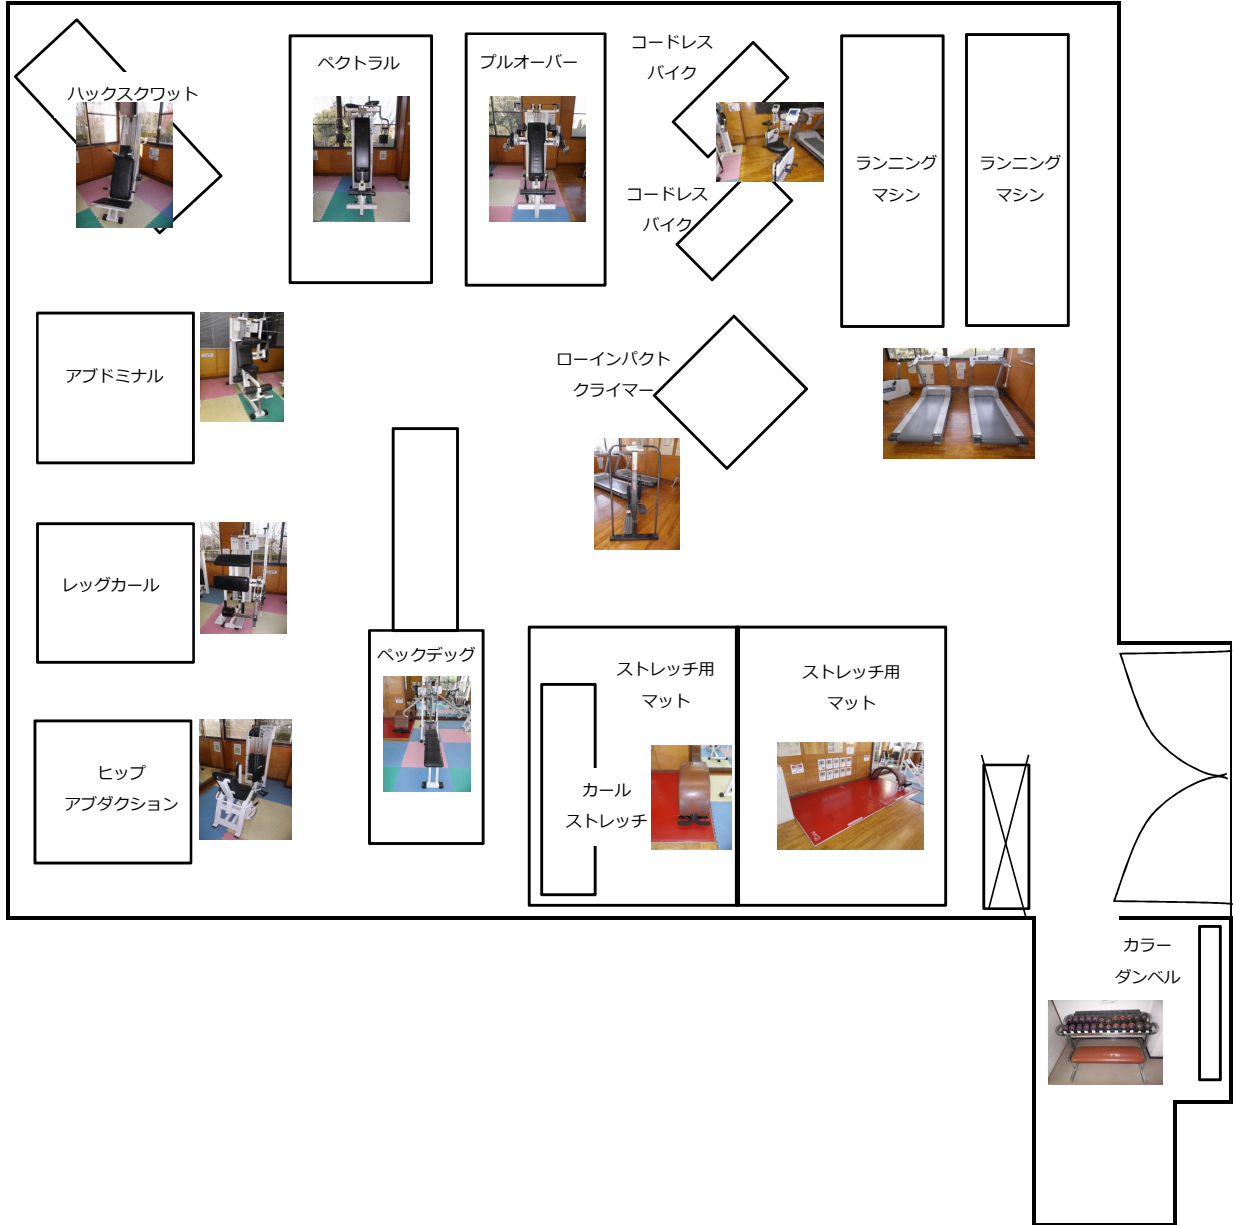 ハックスクワット
ペクトラル
プルオーバー
コードレス
バイク
コードレス
バイク
ランニング
マシン
ランニング
マシン
アブドミナル
ローインパクト
クライマー
レッグカール
ペックデッグ
ストレッチ用
マット
ストレッチ用
マット
ヒップ
アブダクション
カール
ストレッチ
カラー
ダンベル